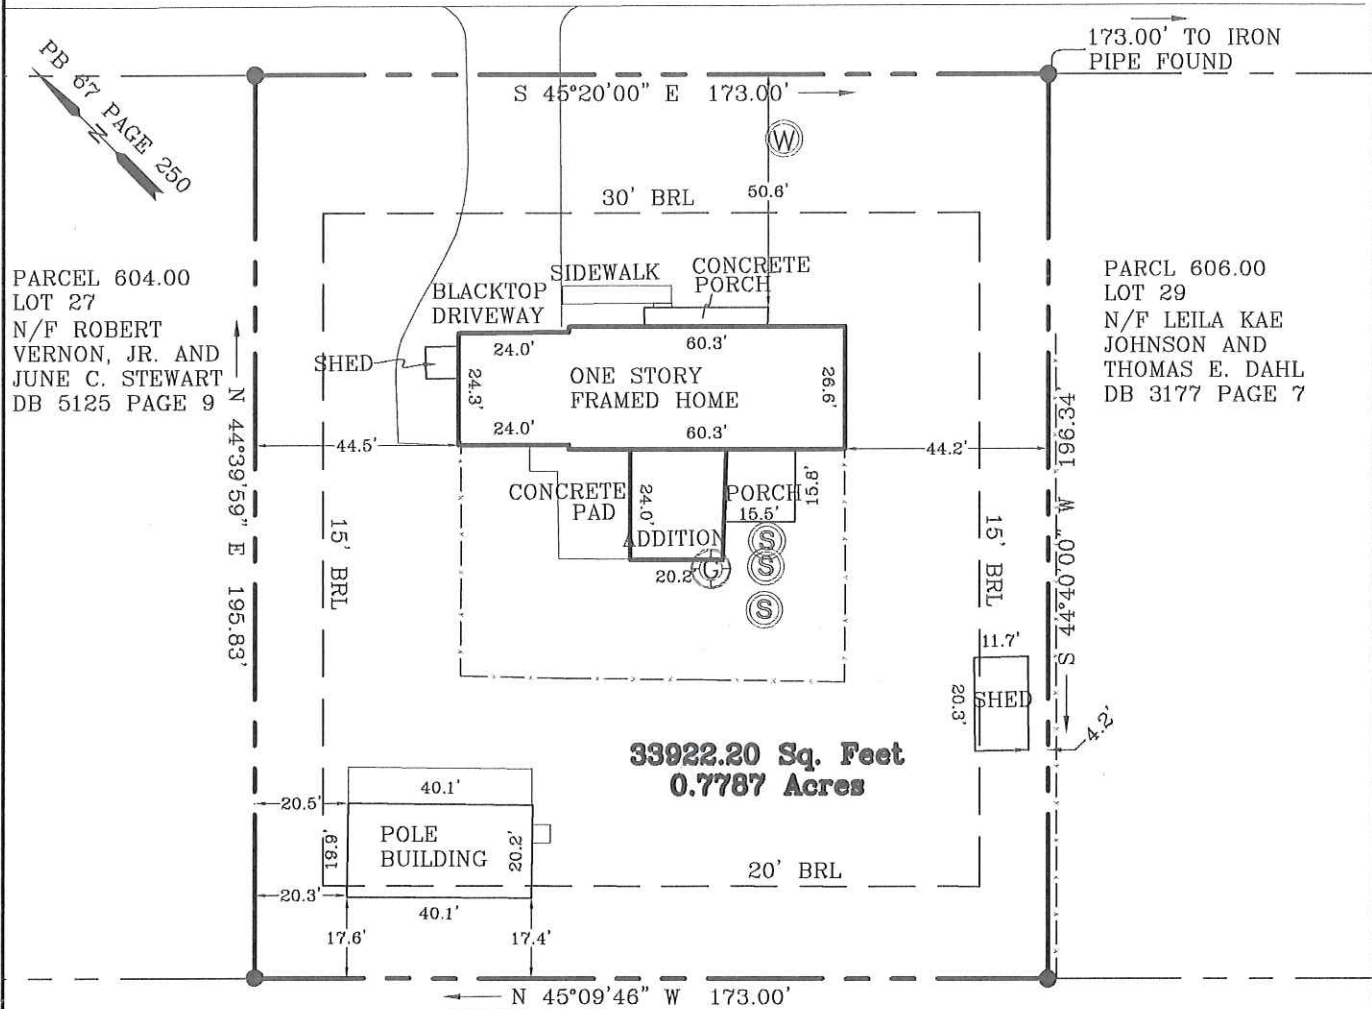 173.00' TO IRON
PIPE FOUND
PB 67 PAGE 250
N
S 45°20'00" E 173.00'
W
50.6'
30' BRL
PARCEL 604.00
LOT 27
N/F ROBERT
VERNON, JR. AND
JUNE C. STEWART
DB 5125 PAGE 9
PARCL 606.00
LOT 29
N/F LEILA KAE
JOHNSON AND
THOMAS E. DAHL
DB 3177 PAGE 7
SIDEWALK
CONCRETE
PORCH
BLACKTOP
DRIVEWAY
SHED
24.0'
60.3'
24.3'
ONE STORY
FRAMED HOME
26.6'
24.0'
60.3'
44.5'
44.2'
N 44°39'59" E 195.83'
S 44°40'00" W 196.34'
CONCRETE
PAD
24.0'
PORCH
15.8'
15.5'
ADDITION
20.2'
G
S
S
S
15' BRL
15' BRL
11.7'
20.3'
SHED
4.2'
33922.20 Sq. Feet
0.7787 Acres
20.5'
40.1'
19.9'
POLE
BUILDING
20.2'
20' BRL
20.3'
40.1'
17.6'
17.4'
N 45°09'46" W 173.00'